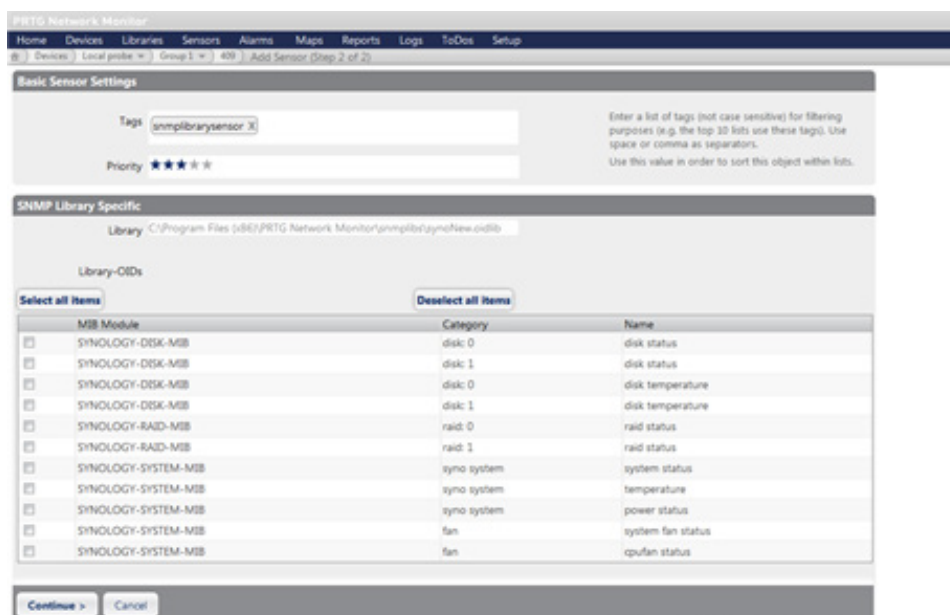 PRTG Network Monitor
Home Devices Libraries Sensors Alarms Maps Reports Logs ToDos Setup
Devices Local probe Group 1 409 Add Sensor (Step 2 of 2)
Basic Sensor Settings
Tags snmplibrarysensor X
Enter a list of tags (not case sensitive) for filtering
purposes (e.g. the top 10 lists use these tags). Use
space or comma as separators.
Priority
Use this value in order to sort this object within lists.
SNMP Library Specific
Library C:\Program Files (x86)\PRTG Network Monitor\snmplibs\synoNew.oidlib
Library-OIDs
Select all items Deselect all items
MIB Module Category Name
SYNOLOGY-DISK-MIB disk: 0 disk status
SYNOLOGY-DISK-MIB disk: 1 disk status
SYNOLOGY-DISK-MIB disk: 0 disk temperature
SYNOLOGY-DISK-MIB disk: 1 disk temperature
SYNOLOGY-RAID-MIB raid: 0 raid status
SYNOLOGY-RAID-MIB raid: 1 raid status
SYNOLOGY-SYSTEM-MIB syno system system status
SYNOLOGY-SYSTEM-MIB syno system temperature
SYNOLOGY-SYSTEM-MIB syno system power status
SYNOLOGY-SYSTEM-MIB fan system fan status
SYNOLOGY-SYSTEM-MIB fan cpufan status
Continue > Cancel